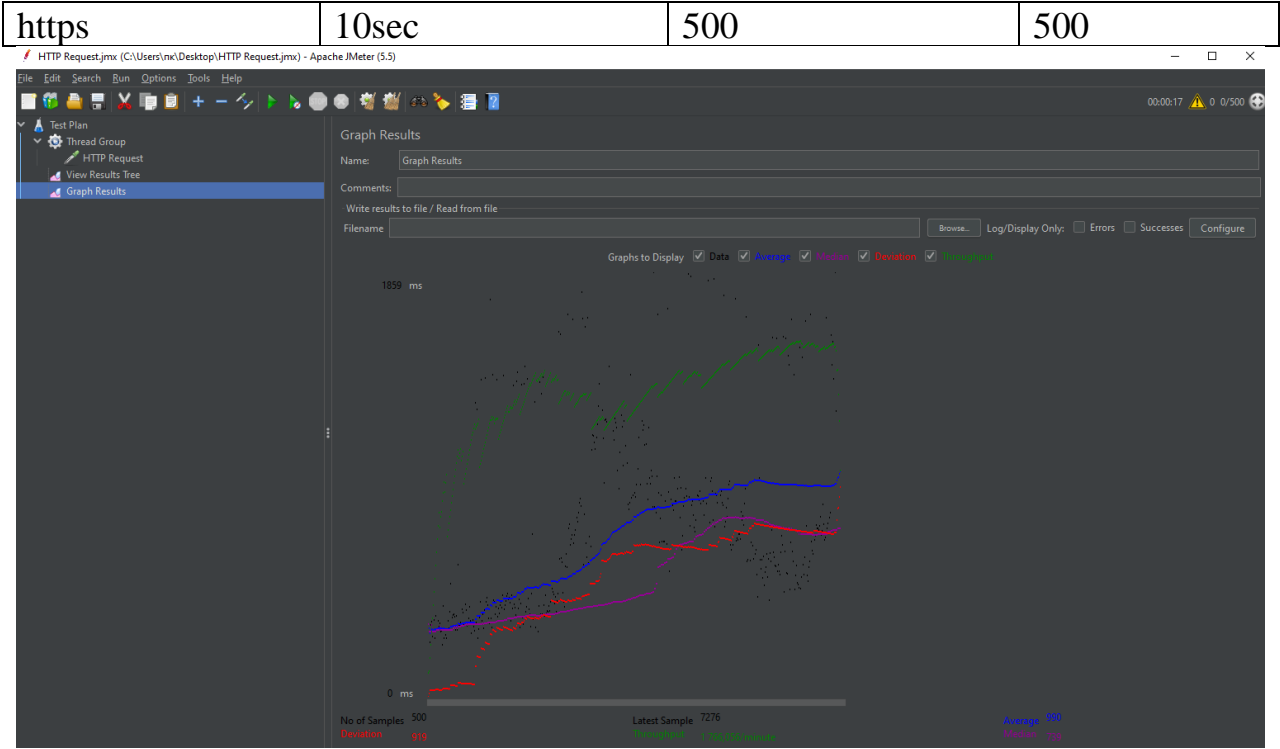 https 10sec 500 500
HTTP Request.jmx (C:\Users\пк\Desktop\HTTP Request.jmx) - Apache JMeter (5.5)
File Edit Search Run Options Tools Help
00:00:17 0 0/500
Test Plan
Thread Group
HTTP Request
View Results Tree
Graph Results
Graph Results
Name: Graph Results
Comments:
Write results to file / Read from file
Filename Browse... Log/Display Only: Errors Successes Configure
Graphs to Display Data Average Median Deviation Throughput
1859 ms
0 ms
No of Samples 500 Latest Sample 7276 Average 990
Deviation Throughput Median